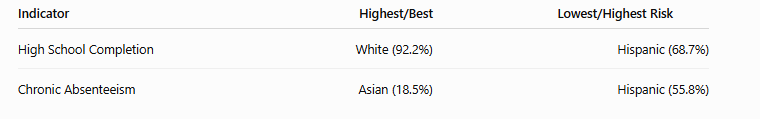 Indicator Highest/Best Lowest/Highest Risk
High School Completion White (92.2%) Hispanic (68.7%)
Chronic Absenteeism Asian (18.5%) Hispanic (55.8%)